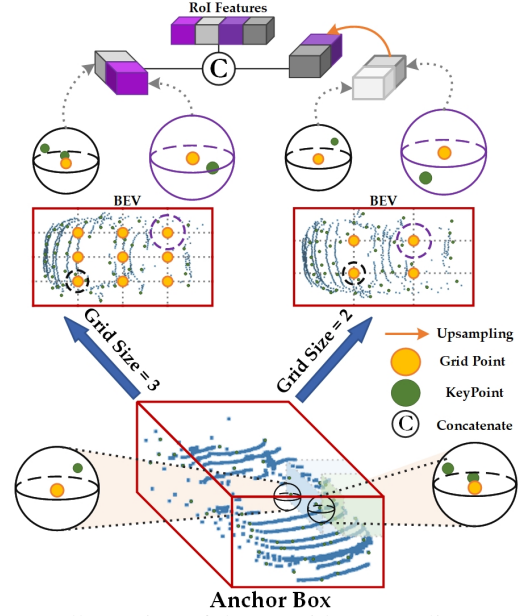 RoI Features
C
BEV
BEV
Grid Size = 3
Grid Size = 2
Upsampling
Grid Point
KeyPoint
C
Concatenate
Anchor Box